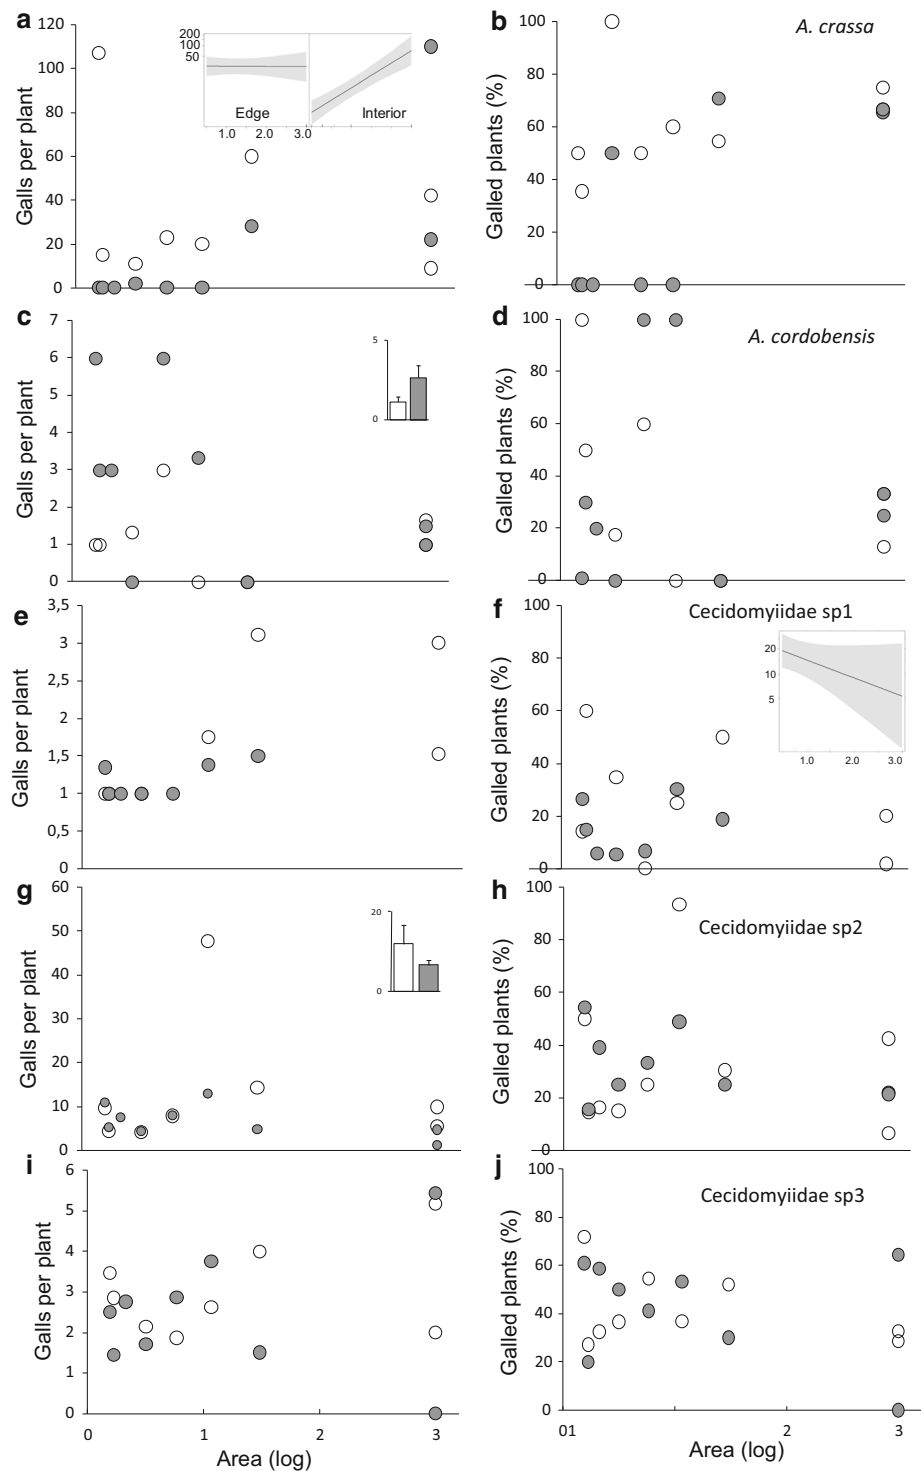 a
120
100
80
60
40
20
0
Galls per plant
200
100
50
Edge
Interior
1.0 2.0 3.0
b
100
80
60
40
20
0
Galled plants (%)
A. crassa
c
7
6
5
4
3
2
1
0
Galls per plant
5
0
d
100
80
60
40
20
0
Galled plants (%)
A. cordobensis
e
3,5
3
2,5
2
1,5
1
0,5
0
Galls per plant
f
100
80
60
40
20
0
Galled plants (%)
Cecidomyiidae sp1
20
10
5
1.0 2.0 3.0
g
60
50
40
30
20
10
0
Galls per plant
20
0
h
100
80
60
40
20
0
Galled plants (%)
Cecidomyiidae sp2
i
6
5
4
3
2
1
0
Galls per plant
0 1 2 3
Area (log)
j
100
80
60
40
20
0
Galled plants (%)
Cecidomyiidae sp3
01 2 3
Area (log)